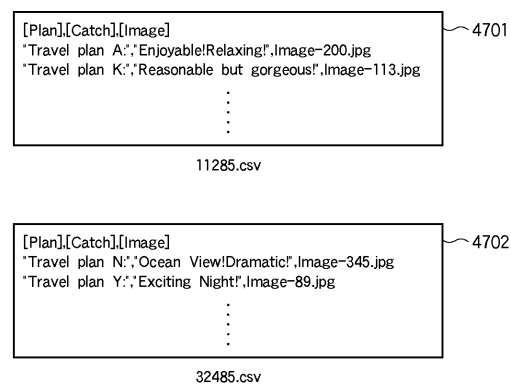 [Plan],[Catch],[Image]
"Travel plan A:","Enjoyable!Relaxing!",Image-200.jpg
"Travel plan K:","Reasonable but gorgeous!",Image-113.jpg
4701
11285.csv
[Plan],[Catch],[Image]
"Travel plan N:","Ocean View!Dramatic!",Image-345.jpg
"Travel plan Y:","Exciting Night!",Image-89.jpg
4702
32485.csv